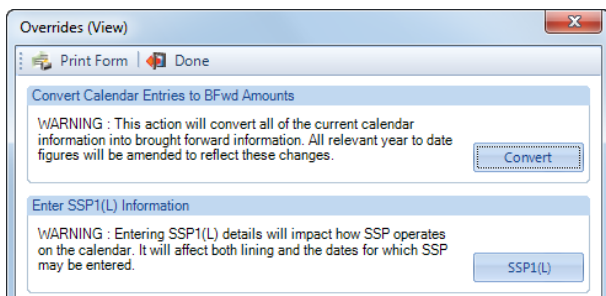 Overrides (View)
Print Form Done
Convert Calendar Entries to BFwd Amounts
WARNING : This action will convert all of the current calendar
information into brought forward information. All relevant year to date
figures will be amended to reflect these changes.
Convert
Enter SSP1(L) Information
WARNING : Entering SSP1(L) details will impact how SSP operates
on the calendar. It will affect both lining and the dates for which SSP
may be entered.
SSP1(L)